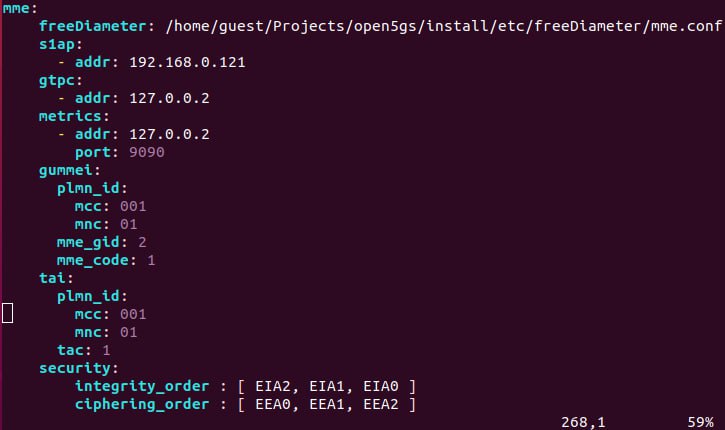 mme:
    freeDiameter: /home/guest/Projects/open5gs/install/etc/freeDiameter/mme.conf
    s1ap:
      - addr: 192.168.0.121
    gtpc:
      - addr: 127.0.0.2
    metrics:
      - addr: 127.0.0.2
        port: 9090
    gummei:
      plmn_id:
        mcc: 001
        mnc: 01
      mme_gid: 2
      mme_code: 1
    tai:
      plmn_id:
        mcc: 001
        mnc: 01
      tac: 1
    security:
        integrity_order : [ EIA2, EIA1, EIA0 ]
        ciphering_order : [ EEA0, EEA1, EEA2 ]
268,1 59%